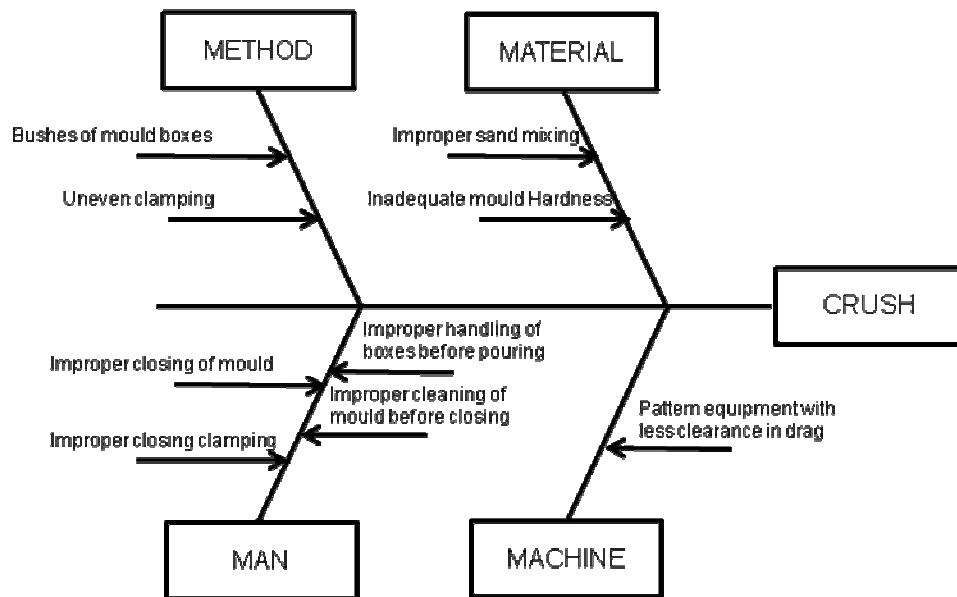 METHOD
MATERIAL
Bushes of mould boxes
Improper sand mixing
Uneven clamping
Inadequate mould Hardness
CRUSH
Improper handling of
boxes before pouring
Improper closing of mould
Improper cleaning of
mould before closing
Pattern equipment with
less clearance in drag
Improper closing clamping
MAN
MACHINE